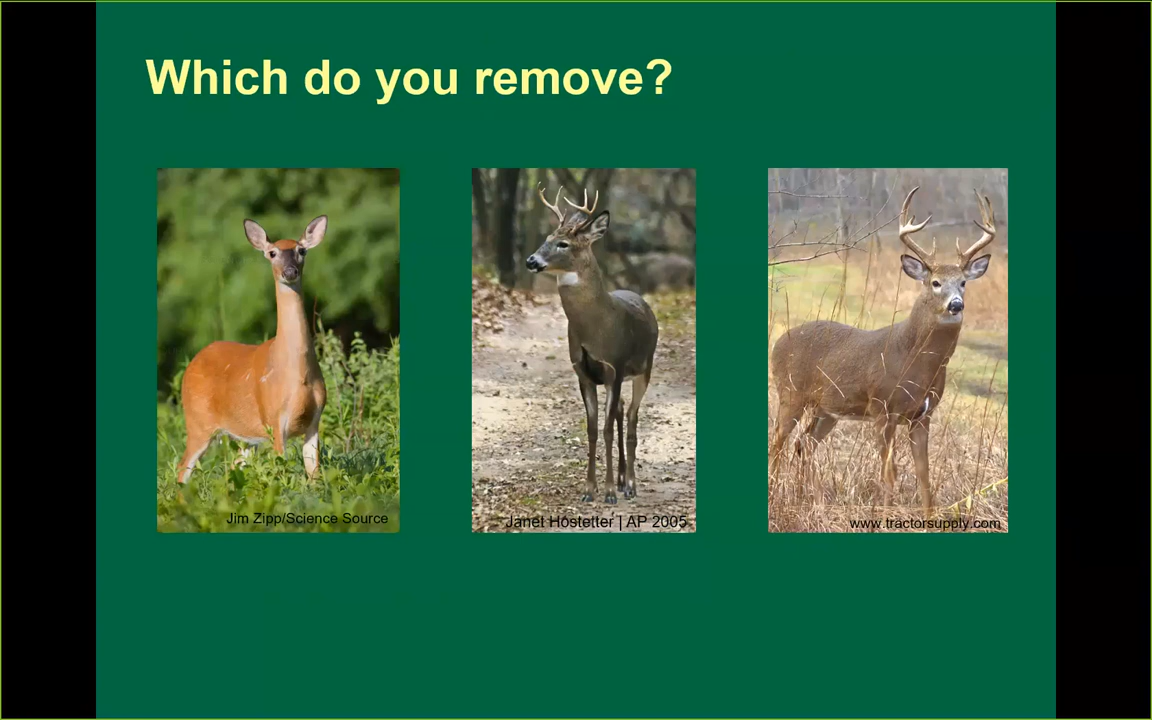 Which do you remove?
Jim Zipp/Science Source
Janet Hostetter | AP 2005
www.tractorsupply.com